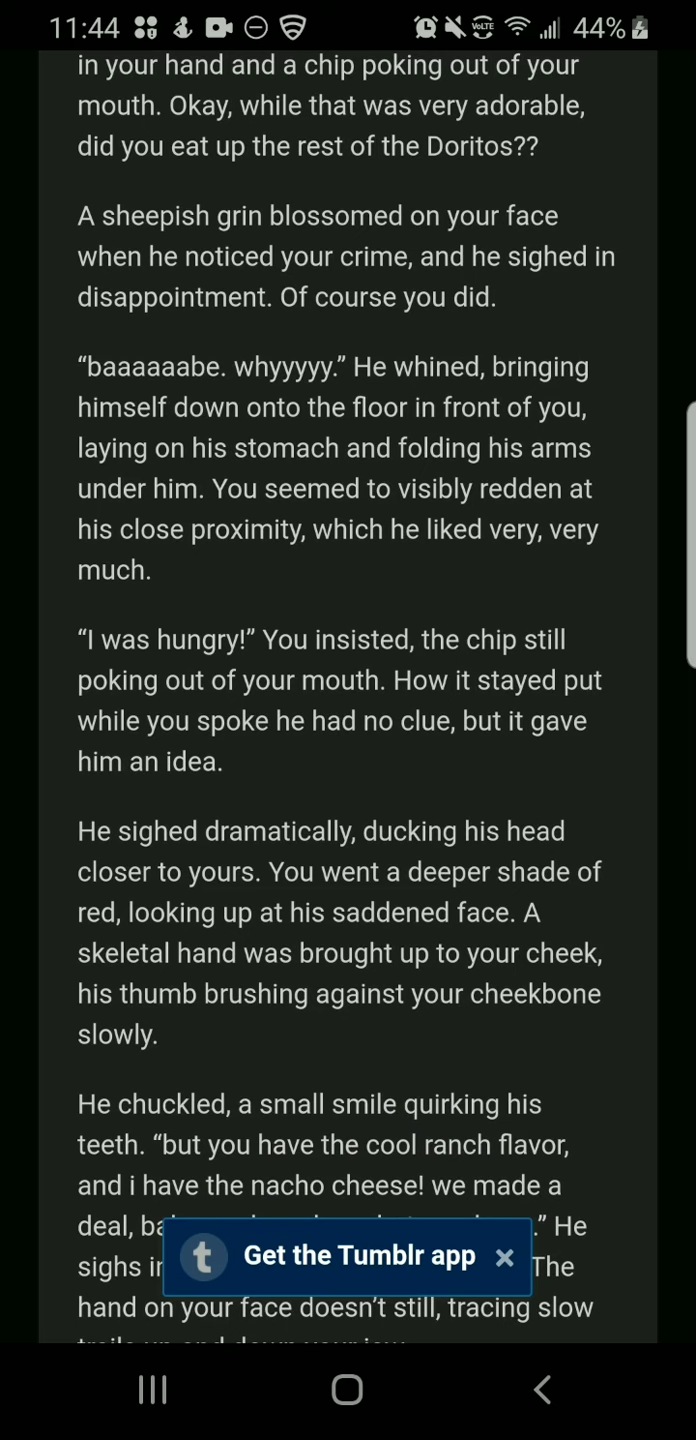 11:44
VoLTE
44%
in your hand and a chip poking out of your
mouth. Okay, while that was very adorable,
did you eat up the rest of the Doritos??
A sheepish grin blossomed on your face
when he noticed your crime, and he sighed in
disappointment. Of course you did.
“baaaaaabe. whyyyyy.” He whined, bringing
himself down onto the floor in front of you,
laying on his stomach and folding his arms
under him. You seemed to visibly redden at
his close proximity, which he liked very, very
much.
“I was hungry!” You insisted, the chip still
poking out of your mouth. How it stayed put
while you spoke he had no clue, but it gave
him an idea.
He sighed dramatically, ducking his head
closer to yours. You went a deeper shade of
red, looking up at his saddened face. A
skeletal hand was brought up to your cheek,
his thumb brushing against your cheekbone
slowly.
He chuckled, a small smile quirking his
teeth. “but you have the cool ranch flavor,
and i have the nacho cheese! we made a
deal, .” He
sighs The
Get the Tumblr app ×
hand on your face doesn’t still, tracing slow